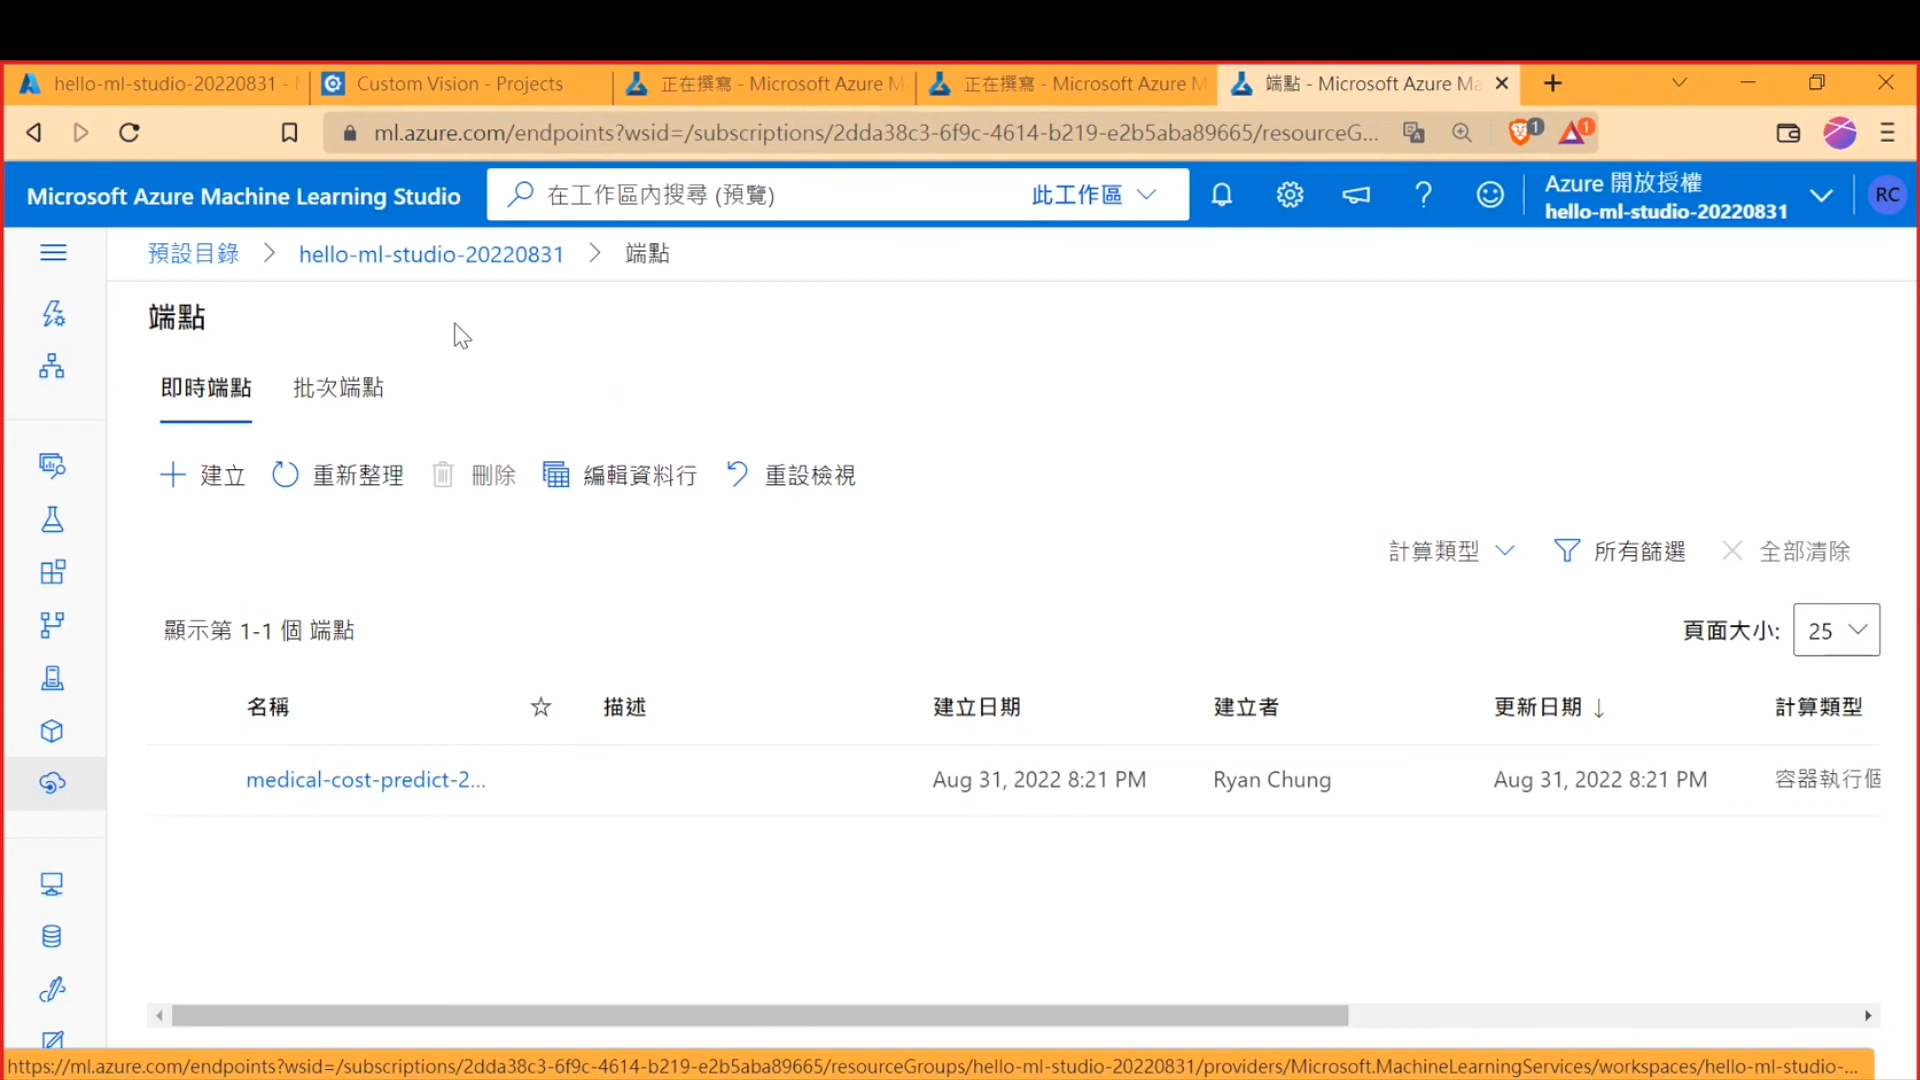 hello-ml-studio-20220831 -
Custom Vision - Projects
正在撰寫 - Microsoft Azure M
正在撰寫 - Microsoft Azure M
端點 - Microsoft Azure Ma
ml.azure.com/endpoints?wsid=/subscriptions/2dda38c3-6f9c-4614-b219-e2b5aba89665/resourceG...
1
1
Microsoft Azure Machine Learning Studio
在工作區內搜尋 (預覽)
此工作區
Azure 開放授權
hello-ml-studio-20220831
RC
預設目錄 > hello-ml-studio-20220831 > 端點
端點
即時端點 批次端點
建立 重新整理 刪除 編輯資料行 重設檢視
計算類型 所有篩選 全部清除
顯示第 1-1 個 端點
頁面大小: 25
名稱 描述 建立日期 建立者 更新日期 ↓ 計算類型
medical-cost-predict-2... Aug 31, 2022 8:21 PM Ryan Chung Aug 31, 2022 8:21 PM 容器執行個
https://ml.azure.com/endpoints?wsid=/subscriptions/2dda38c3-6f9c-4614-b219-e2b5aba89665/resourceGroups/hello-ml-studio-20220831/providers/Microsoft.MachineLearningServices/workspaces/hello-ml-studio-...